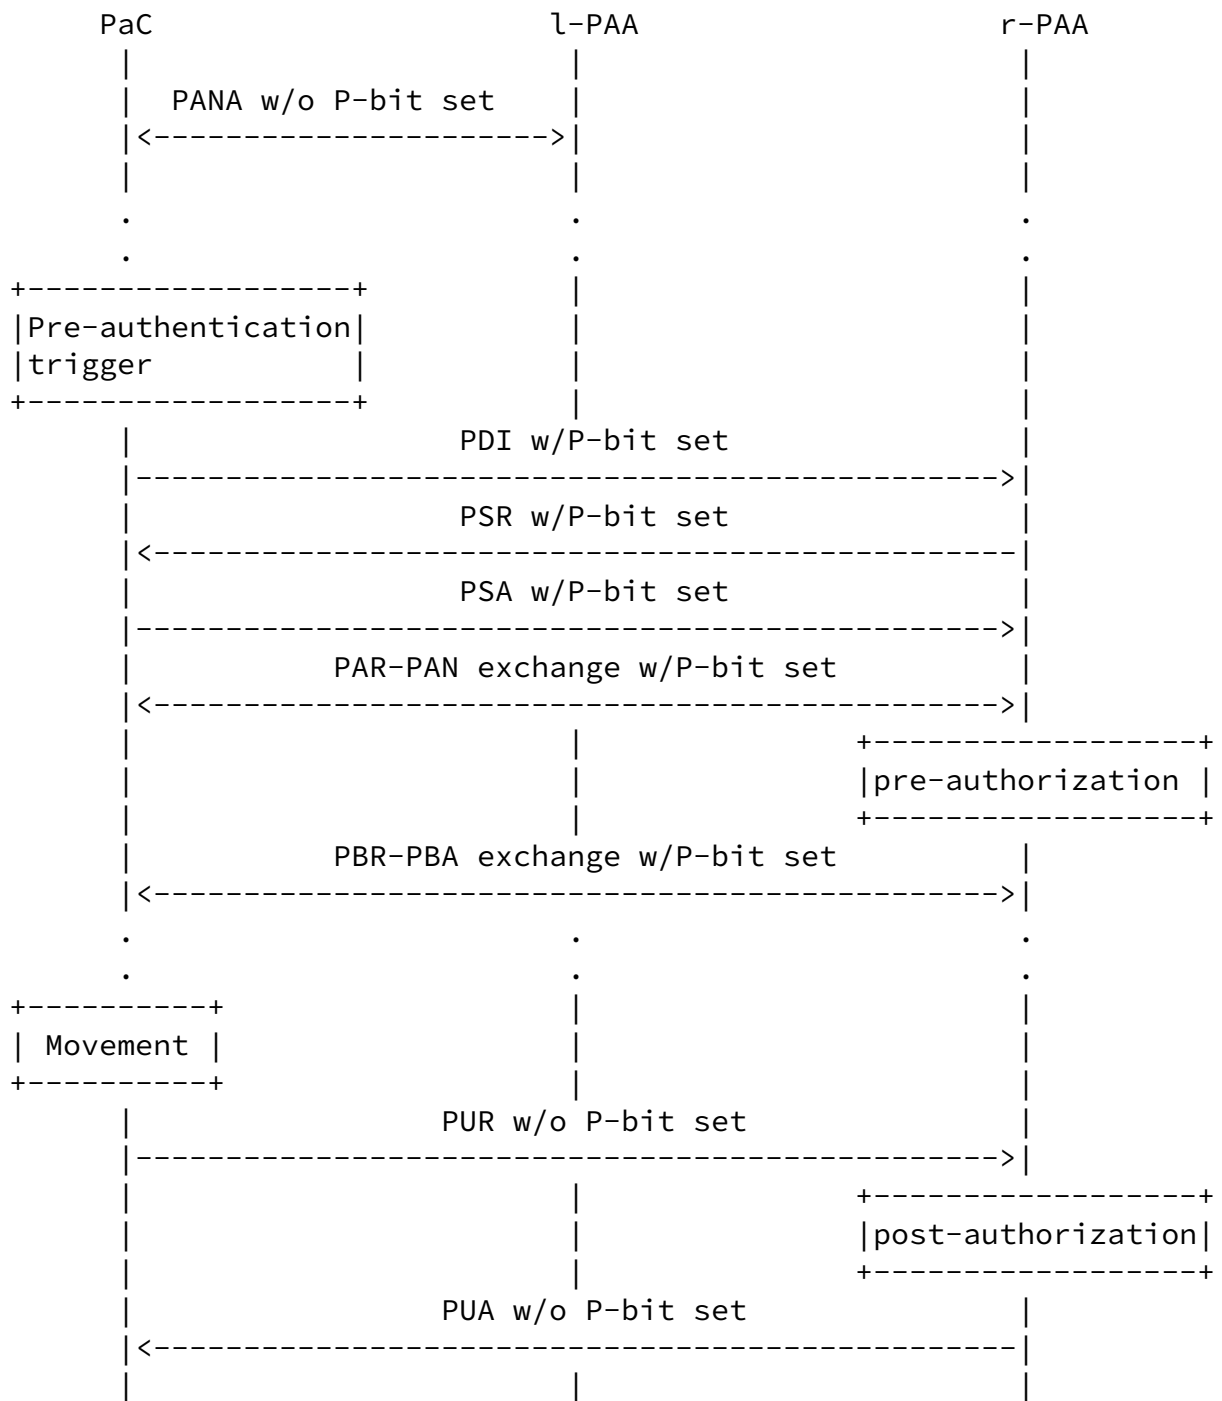 PaC l-PAA r-PAA
PANA w/o P-bit set
Pre-authentication
trigger
PDI w/P-bit set
PSR w/P-bit set
PSA w/P-bit set
PAR-PAN exchange w/P-bit set
pre-authorization
PBR-PBA exchange w/P-bit set
Movement
PUR w/o P-bit set
post-authorization
PUA w/o P-bit set